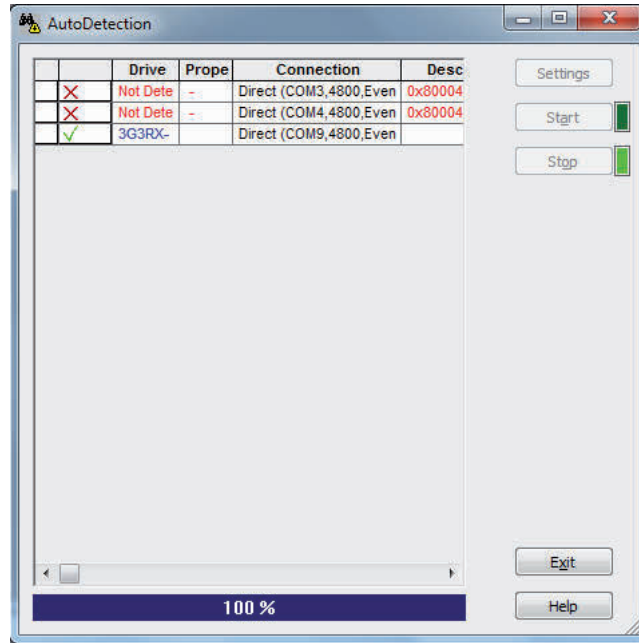 AutoDetection
Drive Prope Connection Desc
Not Dete - Direct (COM3,4800,Even 0x80004
Not Dete - Direct (COM4,4800,Even 0x80004
3G3RX- Direct (COM9,4800,Even
Settings
Start
Stop
Exit
Help
100 %